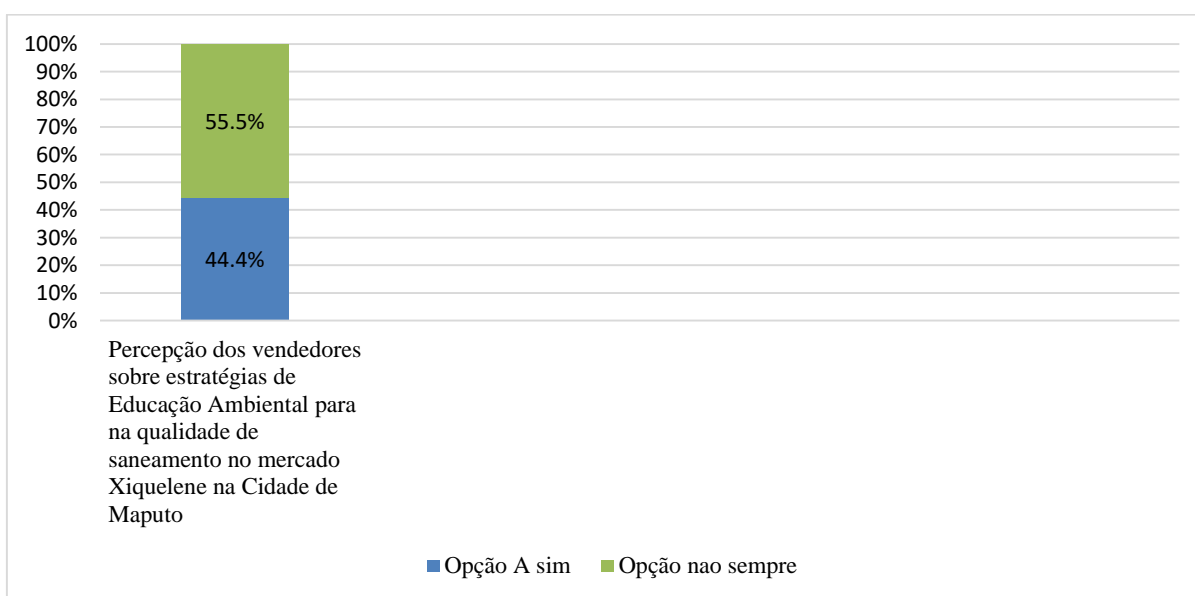 100%
90%
80%
70%
60%
50%
40%
30%
20%
10%
0%
55.5%
44.4%
Percepção dos vendedores
sobre estratégias de
Educação Ambiental para
na qualidade de
saneamento no mercado
Xiquelene na Cidade de
Maputo
Opção A sim Opção nao sempre